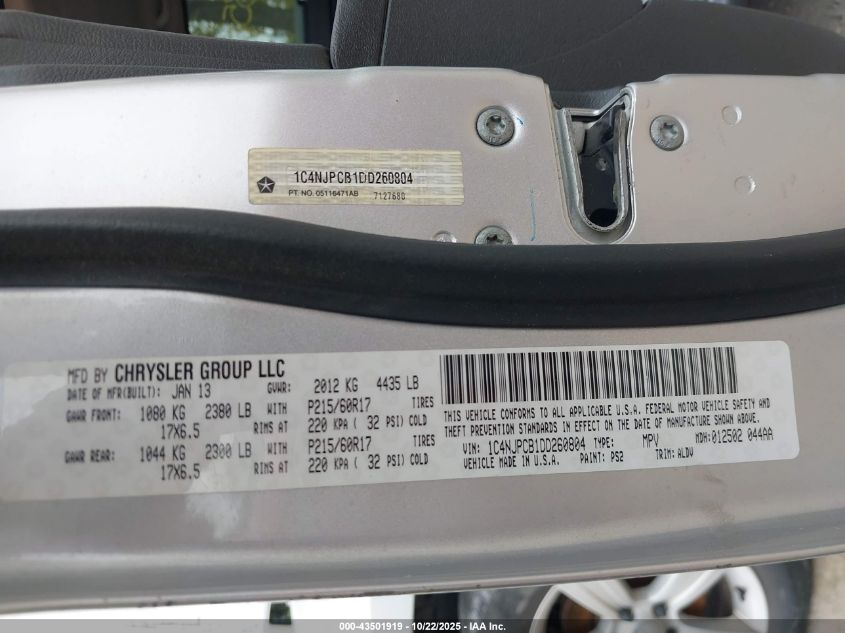 1C4NJPCB1DD260804
PT. NO. 05116471AB 7127680
MFD BY CHRYSLER GROUP LLC
DATE OF MFR(BUILT): JAN 13 GVWR: 2012 KG 4435 LB
GAWR FRONT: 1080 KG 2380 LB WITH P215/60R17 TIRES
17X6.5 RIMS AT 220 KPA ( 32 PSI) COLD
GAWR REAR: 1044 KG 2300 LB WITH P215/60R17 TIRES
17X6.5 RIMS AT 220 KPA ( 32 PSI) COLD
THIS VEHICLE CONFORMS TO ALL APPLICABLE U.S.A. FEDERAL MOTOR VEHICLE SAFETY AND
THEFT PREVENTION STANDARDS IN EFFECT ON THE DATE OF MANUFACTURE SHOWN ABOVE.
VIN: 1C4NJPCB1DD260804 TYPE: MPV MDH: 012502 044AA
VEHICLE MADE IN U.S.A. PAINT: PS2 TRIM: ALDV
000-43501919 - 10/22/2025 - IAA, Inc.